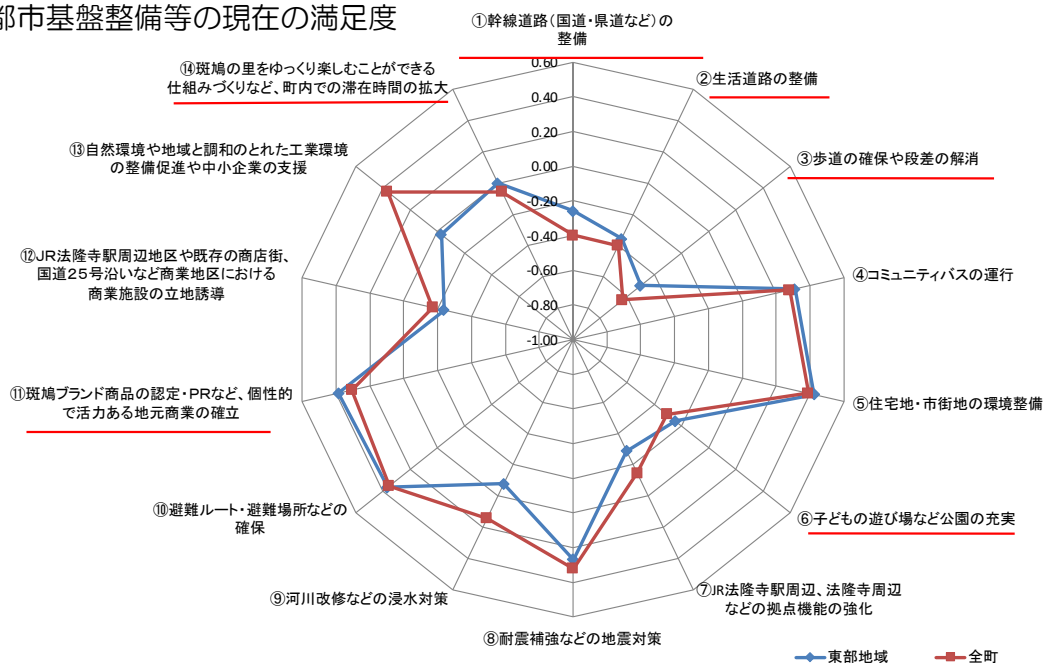 都市基盤整備等の現在の満足度
①幹線道路(国道・県道など)の
整備
②生活道路の整備
③歩道の確保や段差の解消
④コミュニティバスの運行
⑤住宅地・市街地の環境整備
⑥子どもの遊び場など公園の充実
⑦JR法隆寺駅周辺、法隆寺周辺
などの拠点機能の強化
⑧耐震補強などの地震対策
⑨河川改修などの浸水対策
⑩避難ルート・避難場所などの
確保
⑪斑鳩ブランド商品の認定・PRなど、個性的
で活力ある地元商業の確立
⑫JR法隆寺駅周辺地区や既存の商店街、
国道25号沿いなど商業地区における
商業施設の立地誘導
⑬自然環境や地域と調和のとれた工業環境
の整備促進や中小企業の支援
⑭斑鳩の里をゆっくり楽しむことができる
仕組みづくりなど、町内での滞在時間の拡大
0.60
0.40
0.20
0.00
-0.20
-0.40
-0.60
-0.80
-1.00
東部地域
全町